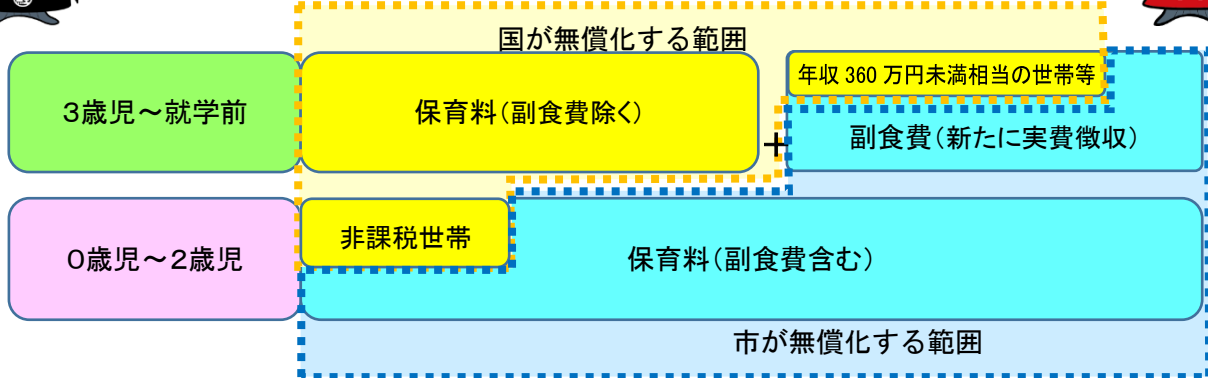 国が無償化する範囲
3歳児～就学前
保育料（副食費除く）
+
年収 360 万円未満相当の世帯等
副食費（新たに実費徴収）
0歳児～2歳児
非課税世帯
保育料（副食費含む）
市が無償化する範囲